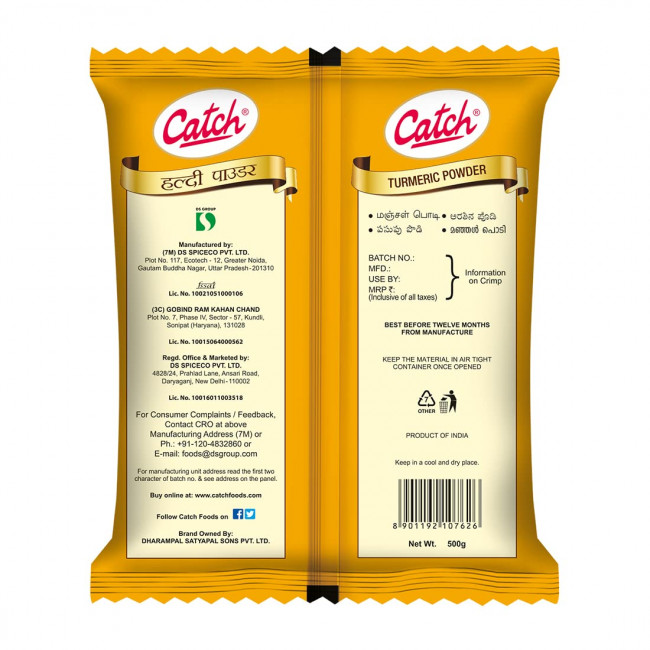 Catch®
हल्दी पाउडर
DS GROUP
Manufactured by:
(7M) DS SPICECO PVT. LTD.
Plot No. 117, Ecotech - 12, Greater Noida,
Gautam Buddha Nagar, Uttar Pradesh-201310
fssai
Lic. No. 10021051000106
(3C) GOBIND RAM KAHAN CHAND
Plot No. 7, Phase IV, Sector - 57, Kundli,
Sonipat (Haryana), 131028
Lic. No. 10015064000562
Regd. Office & Marketed by:
DS SPICECO PVT. LTD.
4828/24, Prahlad Lane, Ansari Road,
Daryaganj, New Delhi-110002
Lic. No. 10016011003518
For Consumer Complaints / Feedback,
Contact CRO at above
Manufacturing Address (7M) or
Ph.: +91-120-4832860 or
E-mail: foods@dsgroup.com
For manufacturing unit address read the first two
character of batch no. & see address on the panel.
Buy online at: www.catchfoods.com
Follow Catch Foods on
Brand Owned By:
DHARAMPAL SATYAPAL SONS PVT. LTD.
Catch®
TURMERIC POWDER
• மஞ்சள் பொடி • ಅರಶಿನ ಪೊಡಿ
• పసుపు పొడి • മഞ്ഞൾ പൊടി
BATCH NO.:
MFD.:
USE BY:
MRP ₹:
(Inclusive of all taxes)
Information
on Crimp
BEST BEFORE TWELVE MONTHS
FROM MANUFACTURE
KEEP THE MATERIAL IN AIR TIGHT
CONTAINER ONCE OPENED
7
OTHER
PRODUCT OF INDIA
Keep in a cool and dry place.
8 901192 107626
Net Wt. 500g